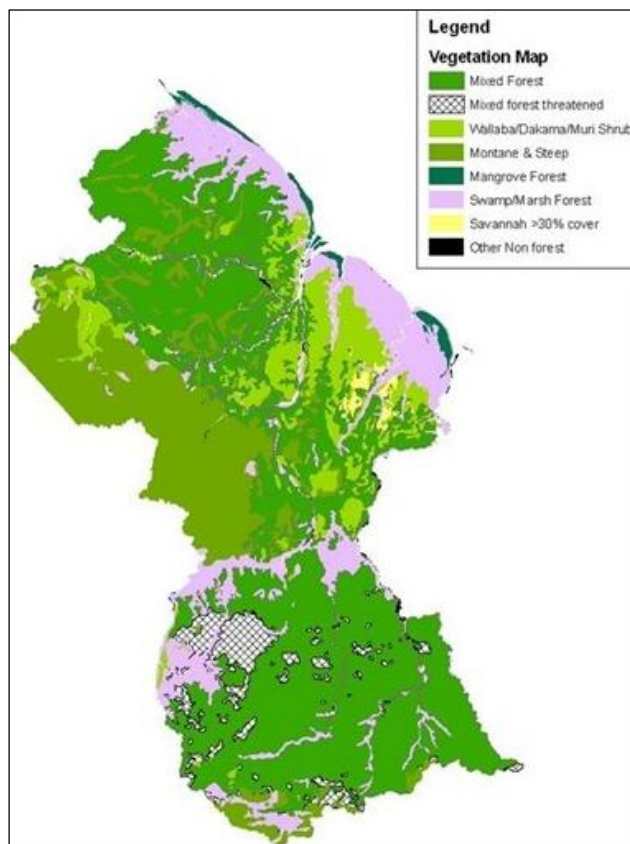 Legend
Vegetation Map
Mixed Forest
Mixed forest threatened
Wallaba/Dakama/Muri Shrub
Montane & Steep
Mangrove Forest
Swamp/Marsh Forest
Savannah >30% cover
Other Non forest